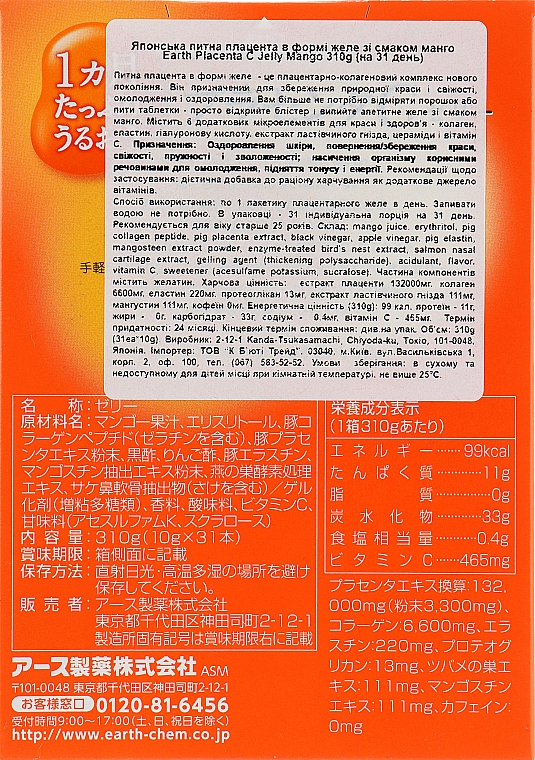 1カ月
たっぷ
うるお
手軽
Японська питна плацента в формі желе зі смаком манго
Earth Placenta C Jelly Mango 310g (на 31 день)
Питна плацента в формі желе - це плацентарно-колагеновий комплекс нового
покоління. Він призначений для збереження природної краси і свіжості,
омолодження і оздоровлення. Вам більше не потрібно відміряти порошок або
пити таблетки - просто відкрийте блістер і випийте апетитне желе зі смаком
манго. Містить 6 додаткових мікроелементів для краси і здоров'я - колаген,
еластин, гіалуронову кислоту, екстракт ластівчиного гнізда, цераміди і вітамін
С. Призначення: Оздоровлення шкіри, повернення/збереження краси,
свіжості, пружності і зволоженості; насичення організму корисними
речовинами для омолодження, підняття тонусу і енергії. Рекомендації щодо
застосування: дієтична добавка до раціону харчування як додаткове джерело
вітамінів.
Спосіб використання: по 1 пакетику плацентарного желе в день. Запивати
водою не потрібно. В упаковці - 31 індивідуальна порція на 31 день.
Рекомендується для віку старше 25 років. Склад: mango juice, erythritol, pig
collagen peptide, pig placenta extract, black vinegar, apple vinegar, pig elastin,
mangosteen extract powder, enzyme-treated bird's nest extract, salmon nasal
cartilage extract, gelling agent (thickening polysaccharide), acidulant, flavor,
vitamin C, sweetener (acesulfame potassium, sucralose). Частина компонентів
містить желатин. Харчова цінність: екстракт плаценти 132000мг, колаген
6600мг, еластин 220мг, протеоглікан 13мг, екстракт ластівчиного гнізда 111мг,
мангустин 111мг, кофеїн 0мг. Енергетична цінність (310g): 99 кал, протеін - 11г,
жири - 0г, карбогідрат - 33г, содіум - 0.4мг, вітамін С - 465мг. Термін
придатності: 24 місяці. Кінцевий термін споживання: див.на упак. Об'єм: 310g
(31еа*10g). Виробник: 2-12-1 Kanda-Tsukasamachi, Chiyoda-ku, Токіо, 101-0048,
Японія. Імпортер: ТОВ "К Б'юті Трейд", 03040, м.Київ, вул.Васильківська 1,
корп. 2, оф. 100, тел. (067) 583-52-52. Умови зберігання: в сухому та
недоступному для дітей місці при кімнатній температурі, не вище 25°С.
名称:ゼリー
原材料名:マンゴー果汁、エリスリトール、豚コ
ラーゲンペプチド(ゼラチンを含む)、豚プラセ
ンタエキス粉末、黒酢、りんご酢、豚エラスチン、
マンゴスチン抽出エキス粉末、燕の巣酵素処理
エキス、サケ鼻軟骨抽出物(さけを含む)/ゲル
化剤(増粘多糖類)、香料、酸味料、ビタミンC、
甘味料(アセスルファムK、スクラロース)
内容量:310g(10g×31本)
賞味期限:箱側面に記載
保存方法:直射日光・高温多湿の場所を避け
保存してください。
販売者:アース製薬株式会社
東京都千代田区神田司町2-12-1
製造所固有記号は賞味期限右に記載
アース製薬株式会社 ASM
〒101-0048 東京都千代田区神田司町2-12-1
お客様窓口 0120-81-6456
受付時間9:00〜17:00(土、日、祝日を除く)
http://www.earth-chem.co.jp
栄養成分表示
(1箱310gあたり)
エネルギー 99kcal
たんぱく質 11g
脂質 0g
炭水化物 33g
食塩相当量 0.4g
ビタミンC 465mg
プラセンタエキス換算:132,
000mg(粉末3,300mg)、
コラーゲン:6,600mg、エラ
スチン:220mg、プロテオグ
リカン:13mg、ツバメの巣エ
キス:111mg、マンゴスチン
エキス:111mg、カフェイン:
0mg